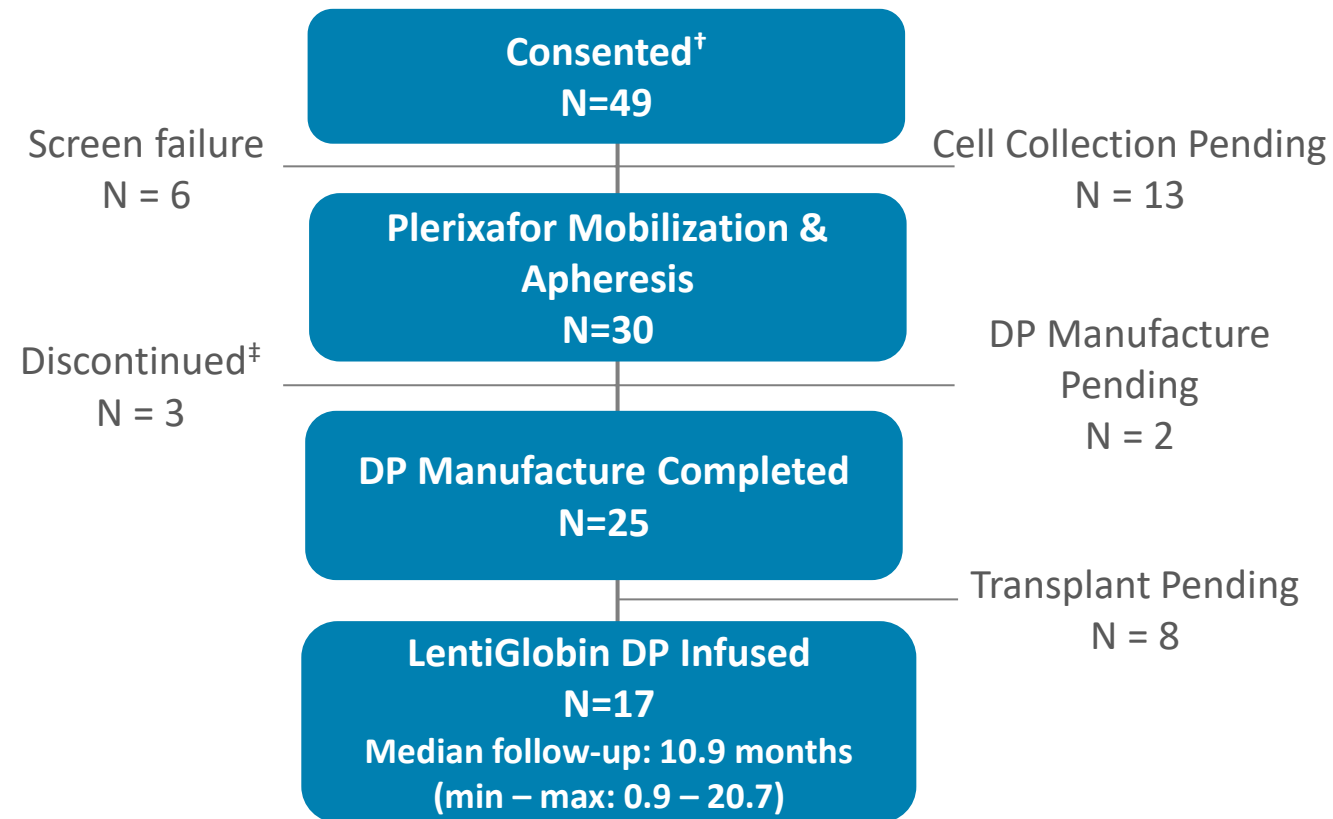 Consented†
N=49
Screen failure
N = 6
Cell Collection Pending
N = 13
Plerixafor Mobilization &
Apheresis
N=30
Discontinued‡
N = 3
DP Manufacture
Pending
N = 2
DP Manufacture Completed
N=25
Transplant Pending
N = 8
LentiGlobin DP Infused
N=17
Median follow-up: 10.9 months
(min – max: 0.9 – 20.7)